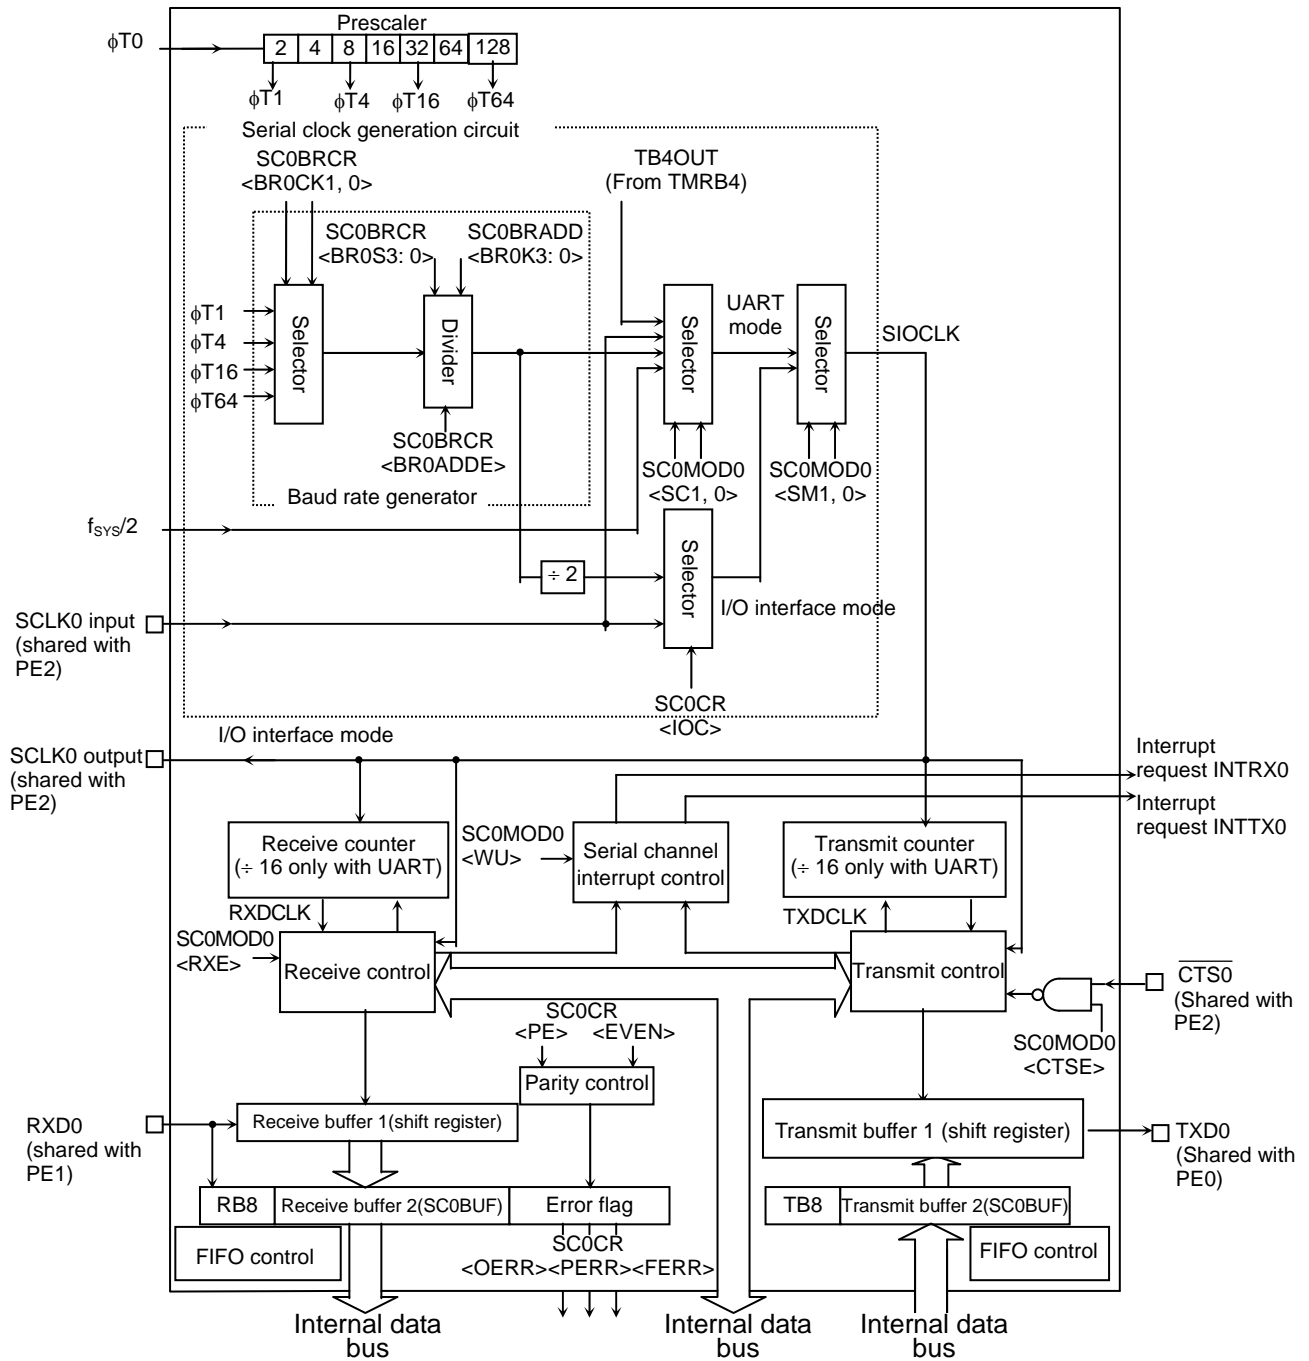 Prescaler
ϕT0
2 4 8 16 32 64 128
ϕT1
ϕT4
ϕT16
ϕT64
Serial clock generation circuit
SC0BRCR
<BR0CK1, 0>
TB4OUT
(From TMRB4)
SC0BRCR
<BR0S3: 0>
SC0BRADD
<BR0K3: 0>
ϕT1
ϕT4
ϕT16
ϕT64
Selector
Divider
Selector
UART
mode
Selector
SIOCLK
SC0BRCR
<BR0ADDE>
Baud rate generator
SC0MOD0
<SC1, 0>
SC0MOD0
<SM1, 0>
fSYS/2
÷ 2
Selector
I/O interface mode
SCLK0 input
(shared with
PE2)
SC0CR
<IOC>
I/O interface mode
SCLK0 output
(shared with
PE2)
Interrupt
request INTRX0
Interrupt
request INTTX0
Receive counter
(÷ 16 only with UART)
SC0MOD0
<WU>
Serial channel
interrupt control
Transmit counter
(÷ 16 only with UART)
RXDCLK
TXDCLK
SC0MOD0
<RXE>
Receive control
Transmit control
CTS0
(Shared with
PE2)
SC0MOD0
<CTSE>
SC0CR
<PE>
<EVEN>
Parity control
RXD0
(shared with
PE1)
Receive buffer 1(shift register)
Transmit buffer 1 (shift register)
TXD0
(Shared with
PE0)
RB8
Receive buffer 2(SC0BUF)
Error flag
TB8
Transmit buffer 2(SC0BUF)
FIFO control
SC0CR
<OERR><PERR><FERR>
FIFO control
Internal data
bus
Internal data
bus
Internal data
bus